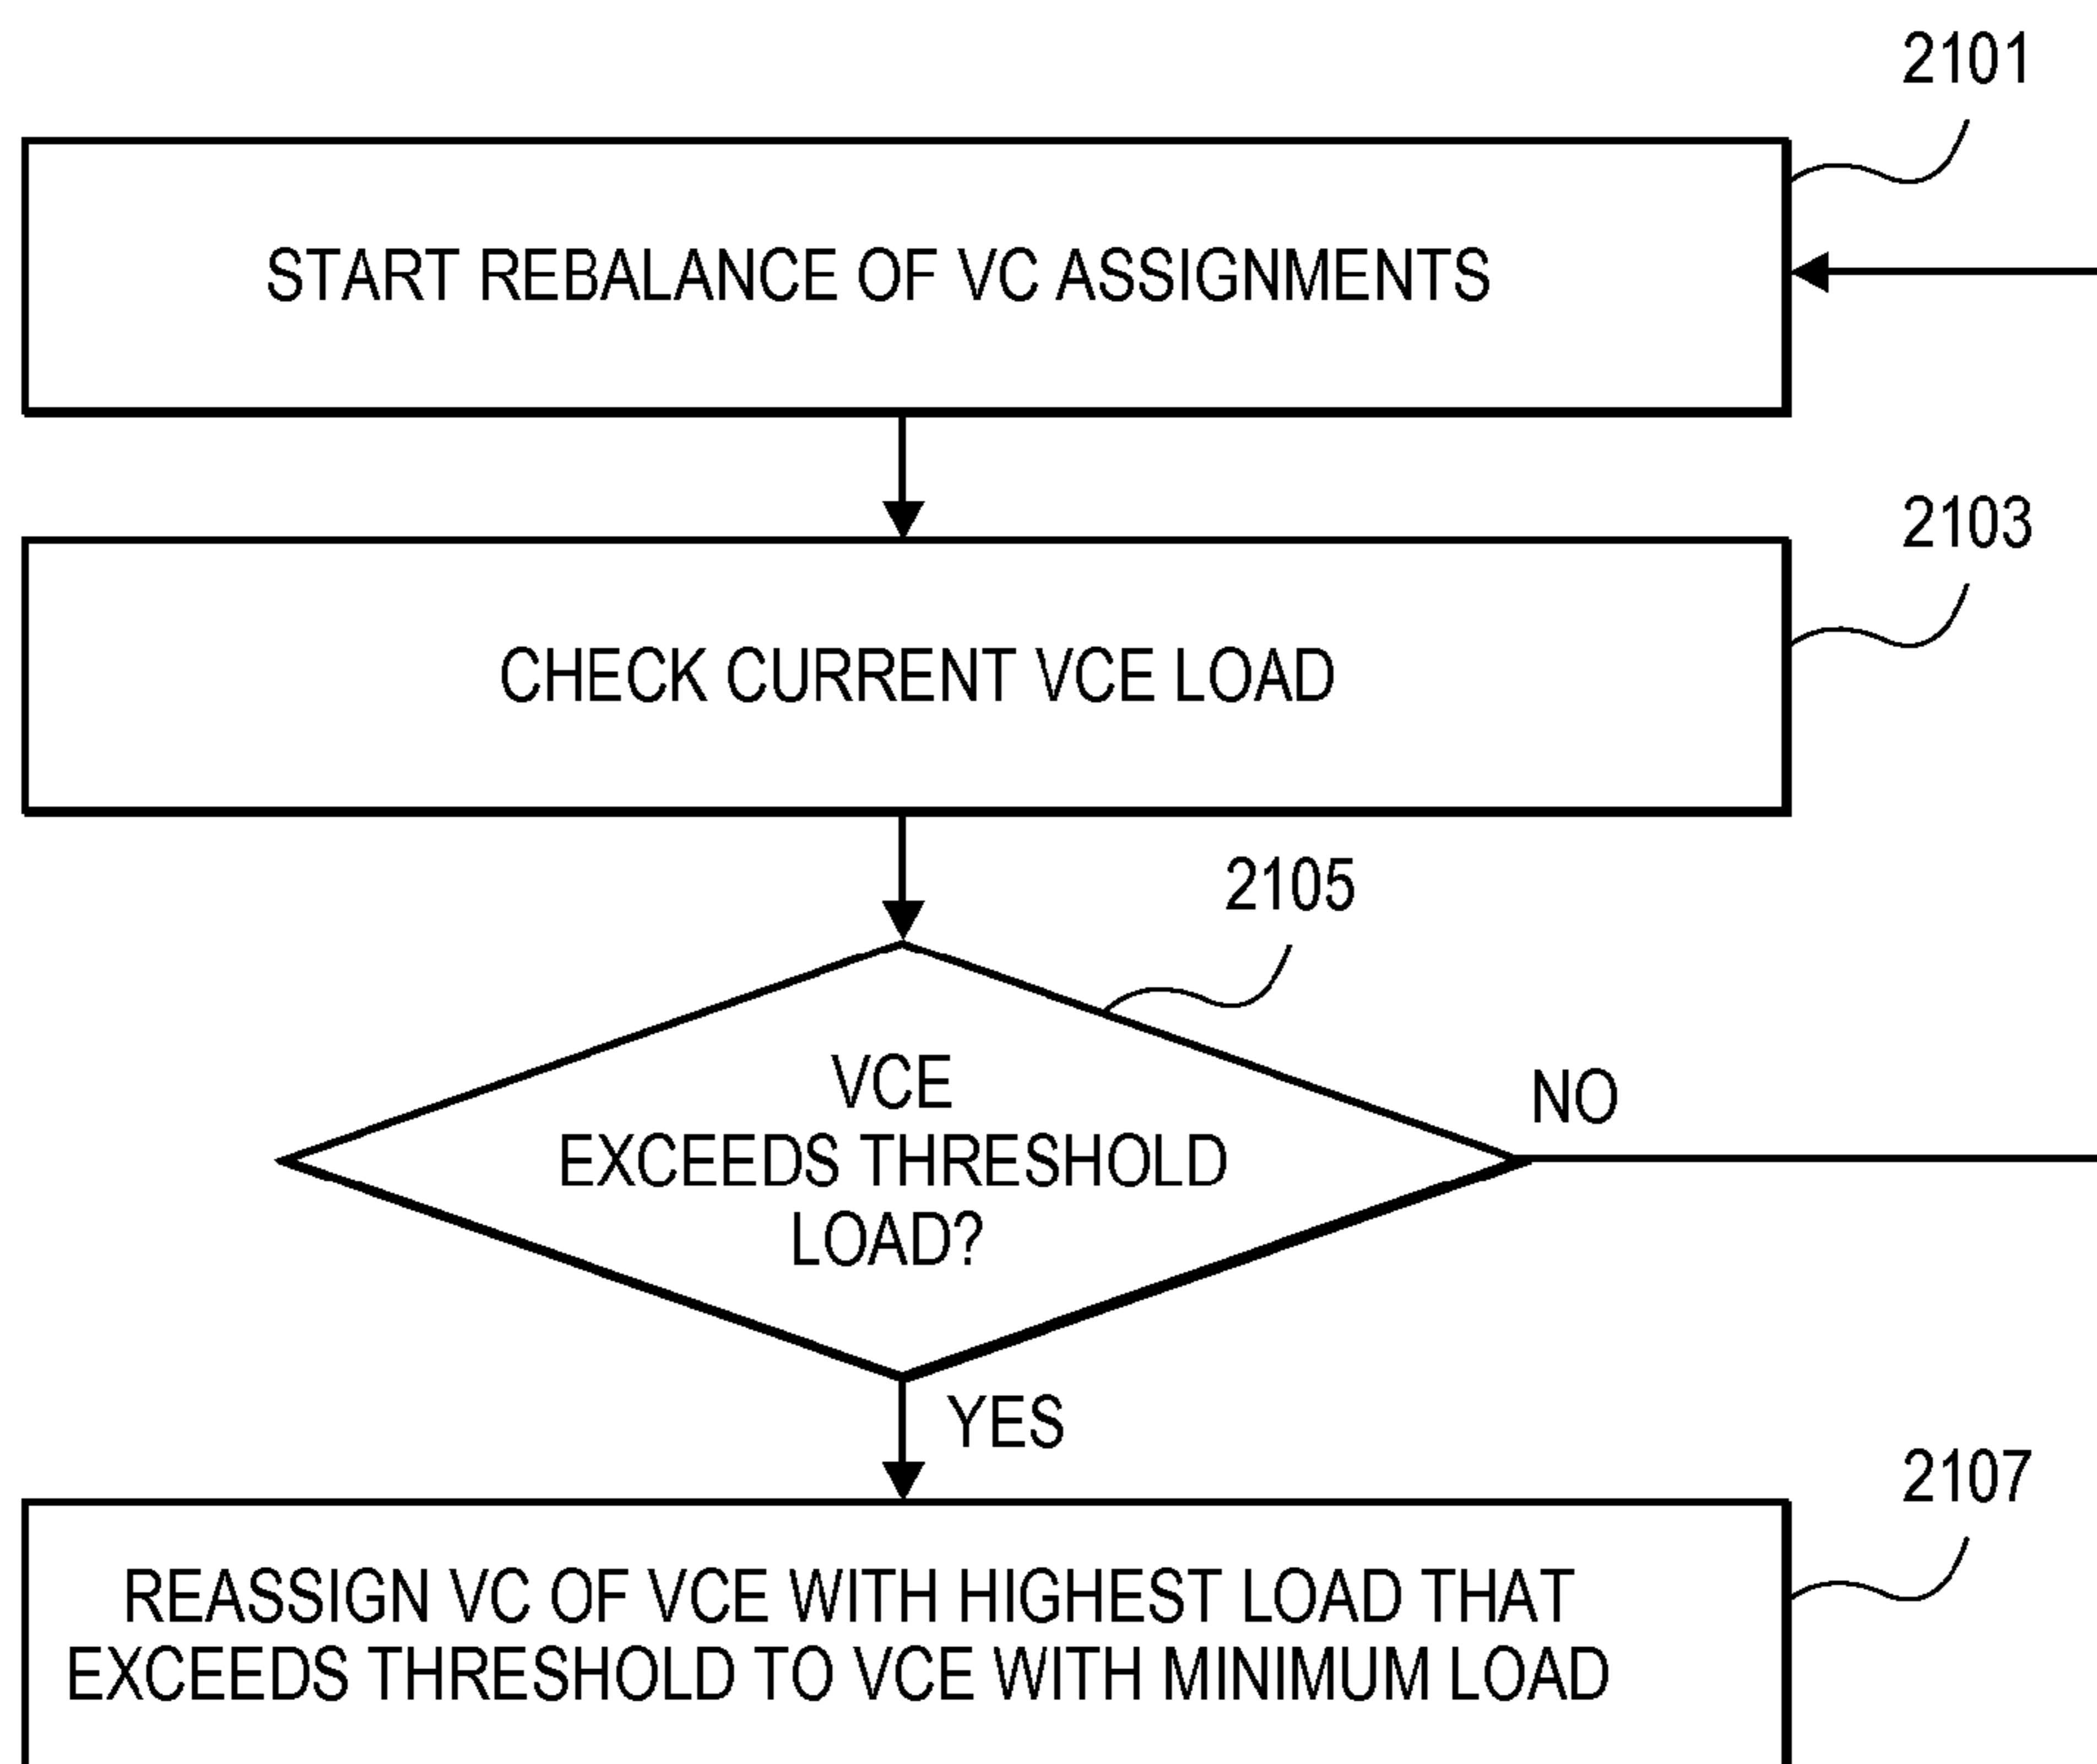 2101
START REBALANCE OF VC ASSIGNMENTS
2103
CHECK CURRENT VCE LOAD
2105
VCE
EXCEEDS THRESHOLD
LOAD?
NO
YES
2107
REASSIGN VC OF VCE WITH HIGHEST LOAD THAT
EXCEEDS THRESHOLD TO VCE WITH MINIMUM LOAD